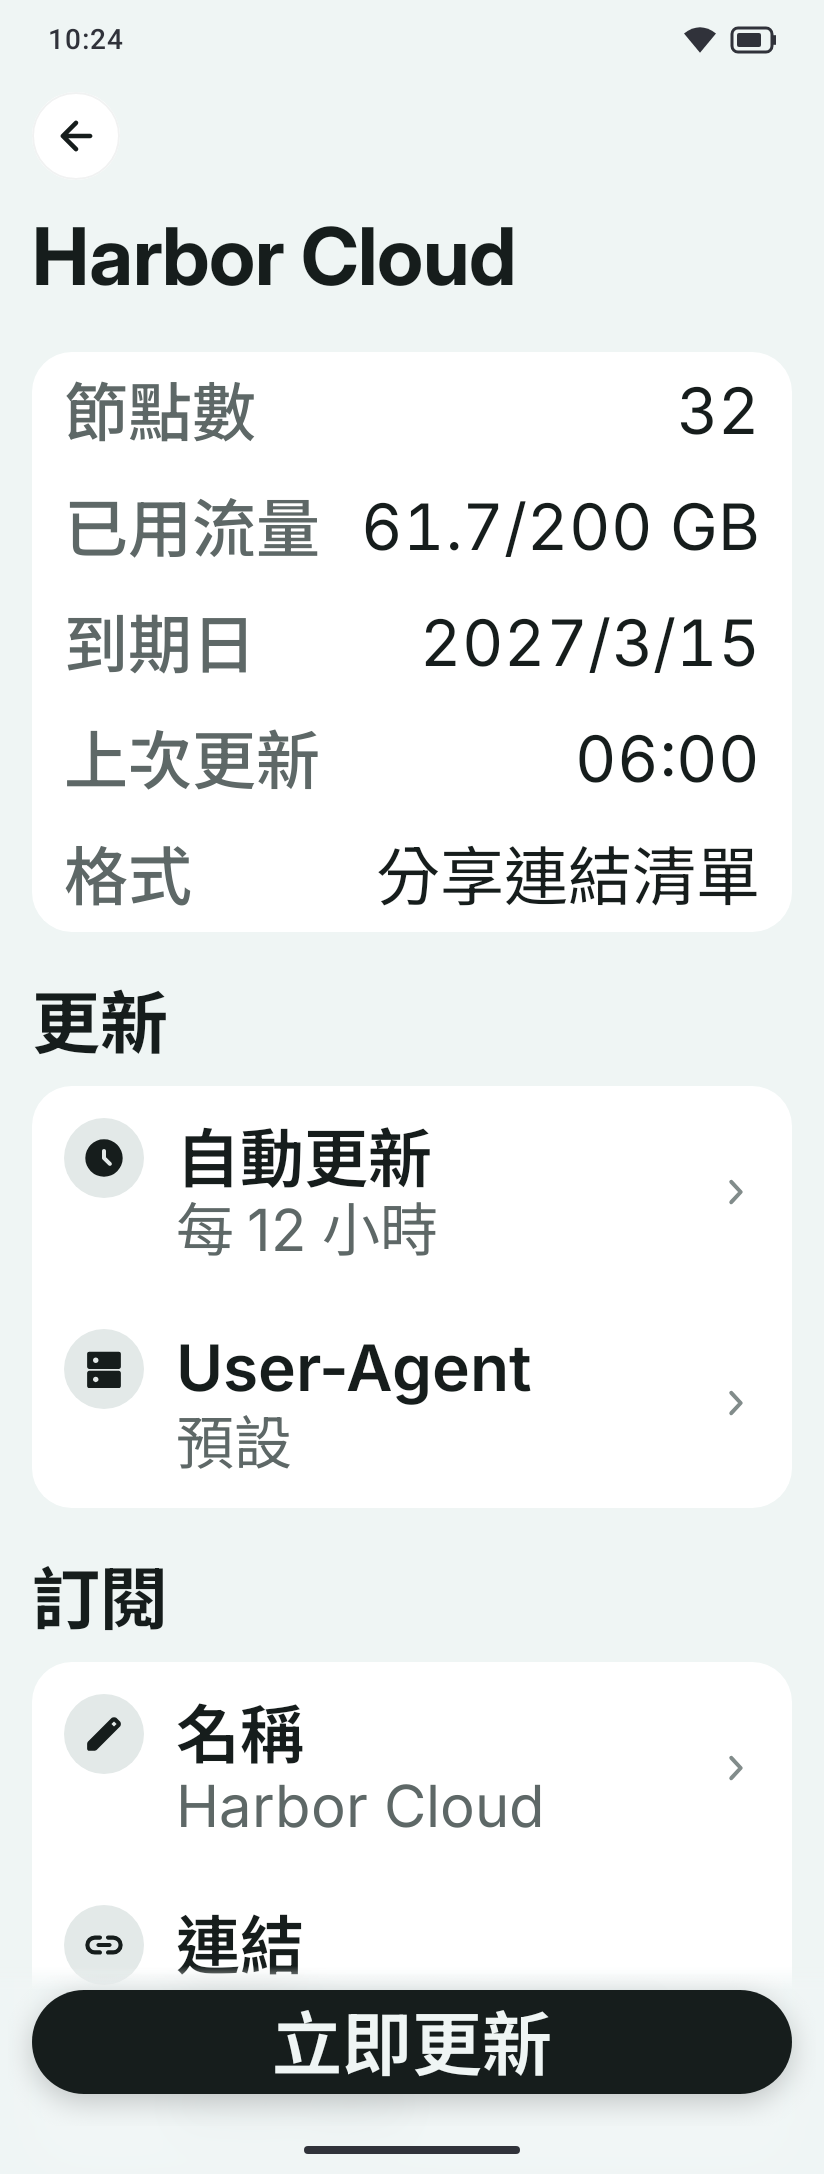 10:24
Harbor Cloud
節點數 32
已用流量 61.7/200 GB
到期日 2027/3/15
上次更新 06:00
格式 分享連結清單
更新
自動更新
每 12 小時
User-Agent
預設
訂閱
名稱
Harbor Cloud
連結
立即更新